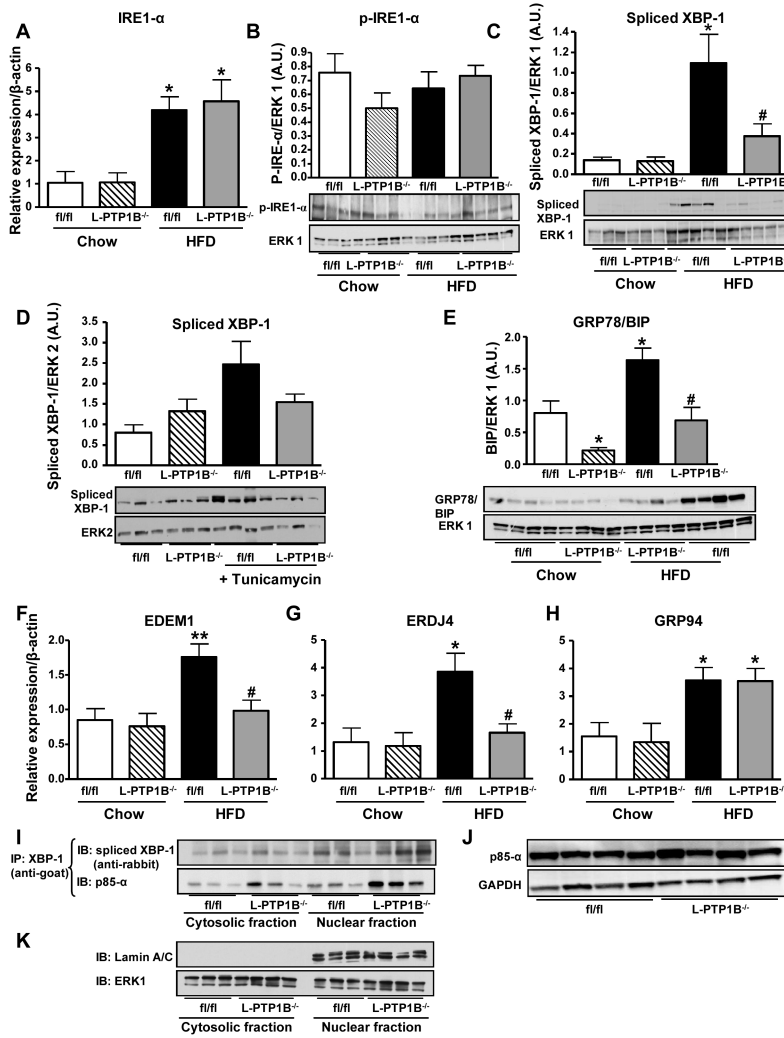 A
IRE1-α
Relative expression/β-actin
6
5
4
3
2
1
0
*
*
fl/fl
L-PTP1B-/-
fl/fl
L-PTP1B-/-
Chow
HFD
B
p-IRE1-α
P-IRE-α/ERK 1 (A.U.)
0.9
0.8
0.7
0.6
0.5
0.4
0.3
0.2
0.1
0.0
fl/fl
L-PTP1B-/-
fl/fl
L-PTP1B-/-
p-IRE1-α
ERK 1
fl/fl
L-PTP1B-/-
fl/fl
L-PTP1B-/-
Chow
HFD
C
Spliced XBP-1
Spliced XBP-1/ERK 1 (A.U.)
1.4
1.2
1.0
0.8
0.6
0.4
0.2
0.0
*
#
fl/fl
L-PTP1B-/-
fl/fl
L-PTP1B-/-
Spliced
XBP-1
ERK 1
fl/fl
L-PTP1B-/-
fl/fl
L-PTP1B-/-
Chow
HFD
D
Spliced XBP-1
Spliced XBP-1/ERK 2 (A.U.)
3.5
3.0
2.5
2.0
1.5
1.0
0.5
0.0
fl/fl
L-PTP1B-/-
fl/fl
L-PTP1B-/-
Spliced
XBP-1
ERK2
fl/fl
L-PTP1B-/-
fl/fl
L-PTP1B-/-
+ Tunicamycin
E
GRP78/BIP
BIP/ERK 1 (A.U.)
2.0
1.5
1.0
0.5
0.0
*
*
#
fl/fl
L-PTP1B-/-
fl/fl
L-PTP1B-/-
GRP78/
BIP
ERK 1
fl/fl
L-PTP1B-/-
L-PTP1B-/-
fl/fl
Chow
HFD
F
EDEM1
Relative expression/β-actin
2.0
1.5
1.0
0.5
0.0
**
#
fl/fl
L-PTP1B-/-
fl/fl
L-PTP1B-/-
Chow
HFD
G
ERDJ4
5
4
3
2
1
0
*
#
fl/fl
L-PTP1B-/-
fl/fl
L-PTP1B-/-
Chow
HFD
H
GRP94
5
4
3
2
1
0
*
*
fl/fl
L-PTP1B-/-
fl/fl
L-PTP1B-/-
Chow
HFD
I
IP: XBP-1
(anti-goat)
IB: spliced XBP-1
(anti-rabbit)
IB: p85-α
fl/fl
L-PTP1B-/-
fl/fl
L-PTP1B-/-
Cytosolic fraction
Nuclear fraction
J
p85-α
GAPDH
fl/fl
L-PTP1B-/-
K
IB: Lamin A/C
IB: ERK1
fl/fl
L-PTP1B-/-
fl/fl
L-PTP1B-/-
Cytosolic fraction
Nuclear fraction